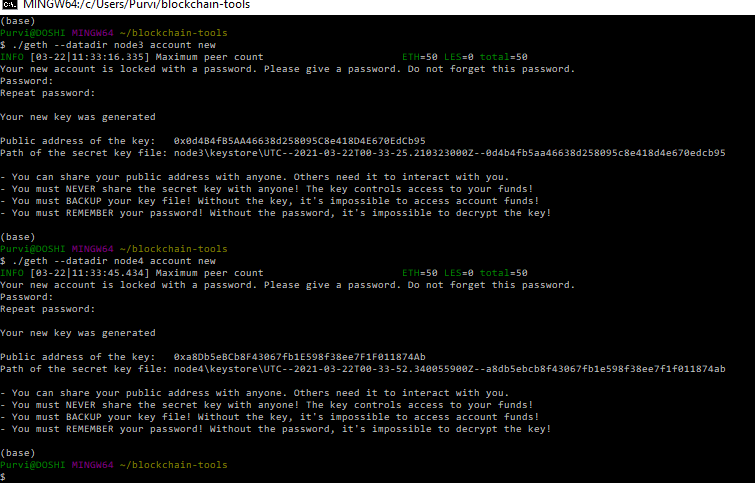 MINGW64:/c/Users/Purvi/blockchain-tools
(base)
Purvi@DOSHI MINGW64 ~/blockchain-tools
$ ./geth --datadir node3 account new
INFO [03-22|11:33:16.335] Maximum peer count ETH=50 LES=0 total=50
Your new account is locked with a password. Please give a password. Do not forget this password.
Password:
Repeat password:
Your new key was generated
Public address of the key: 0x0d4B4fB5AA46638d258095C8e418D4E670EdCb95
Path of the secret key file: node3\keystore\UTC--2021-03-22T00-33-25.210323000Z--0d4b4fb5aa46638d258095c8e418d4e670edcb95
- You can share your public address with anyone. Others need it to interact with you.
- You must NEVER share the secret key with anyone! The key controls access to your funds!
- You must BACKUP your key file! Without the key, it's impossible to access account funds!
- You must REMEMBER your password! Without the password, it's impossible to decrypt the key!
(base)
Purvi@DOSHI MINGW64 ~/blockchain-tools
$ ./geth --datadir node4 account new
INFO [03-22|11:33:45.434] Maximum peer count ETH=50 LES=0 total=50
Your new account is locked with a password. Please give a password. Do not forget this password.
Password:
Repeat password:
Your new key was generated
Public address of the key: 0xa8Db5eBCb8F43067fb1E598f38ee7F1F011874Ab
Path of the secret key file: node4\keystore\UTC--2021-03-22T00-33-52.340055900Z--a8db5ebcb8f43067fb1e598f38ee7f1f011874ab
- You can share your public address with anyone. Others need it to interact with you.
- You must NEVER share the secret key with anyone! The key controls access to your funds!
- You must BACKUP your key file! Without the key, it's impossible to access account funds!
- You must REMEMBER your password! Without the password, it's impossible to decrypt the key!
(base)
Purvi@DOSHI MINGW64 ~/blockchain-tools
$